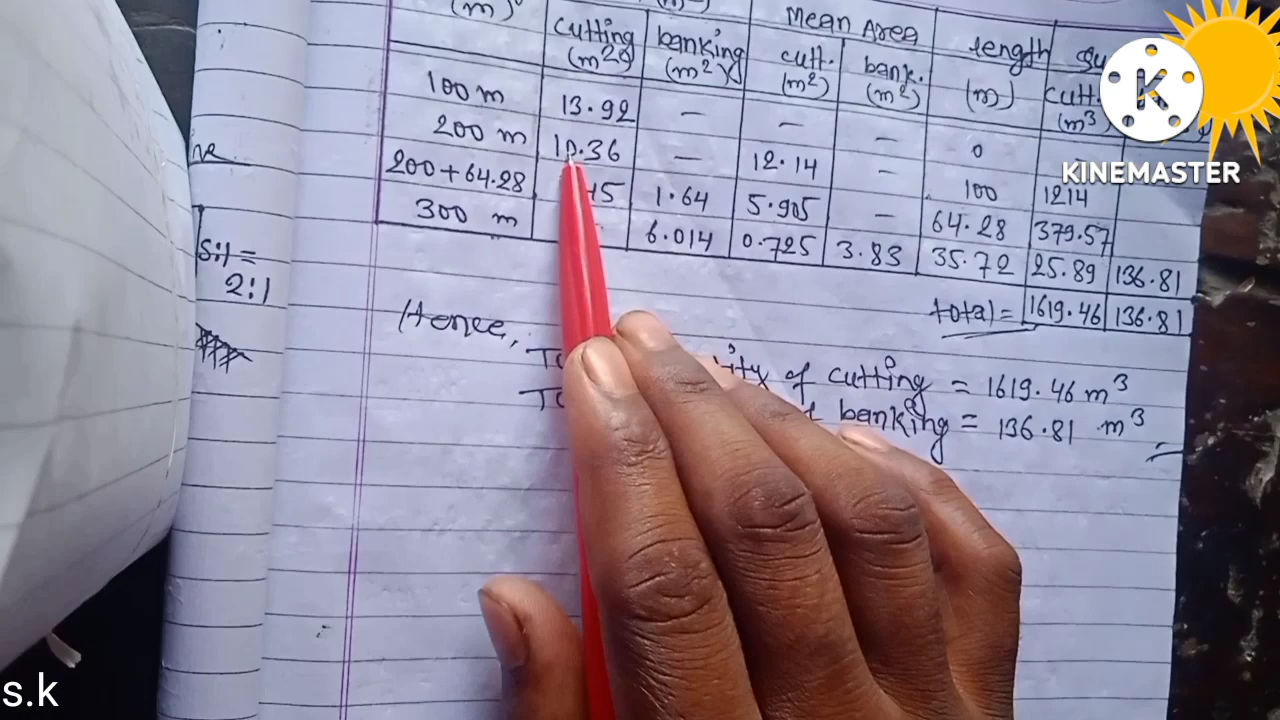 (m)
Mean Area
cutting banking cutt. bank. length
(m2) (m2) (m2) (m2) (m) cutt. (m3)
100 m 13.92 — — — 0
200 m 10.36 — 12.14 — 100 1214
200+64.28 1.64 5.905 — 64.28 379.57
300 m 6.014 0.725 3.83 35.72 25.89 136.81
total = 1619.46 136.81
S:1 =
2:1
Hence,
of cutting = 1619.46 m3
banking = 136.81 m3
K
KINEMASTER
s.k